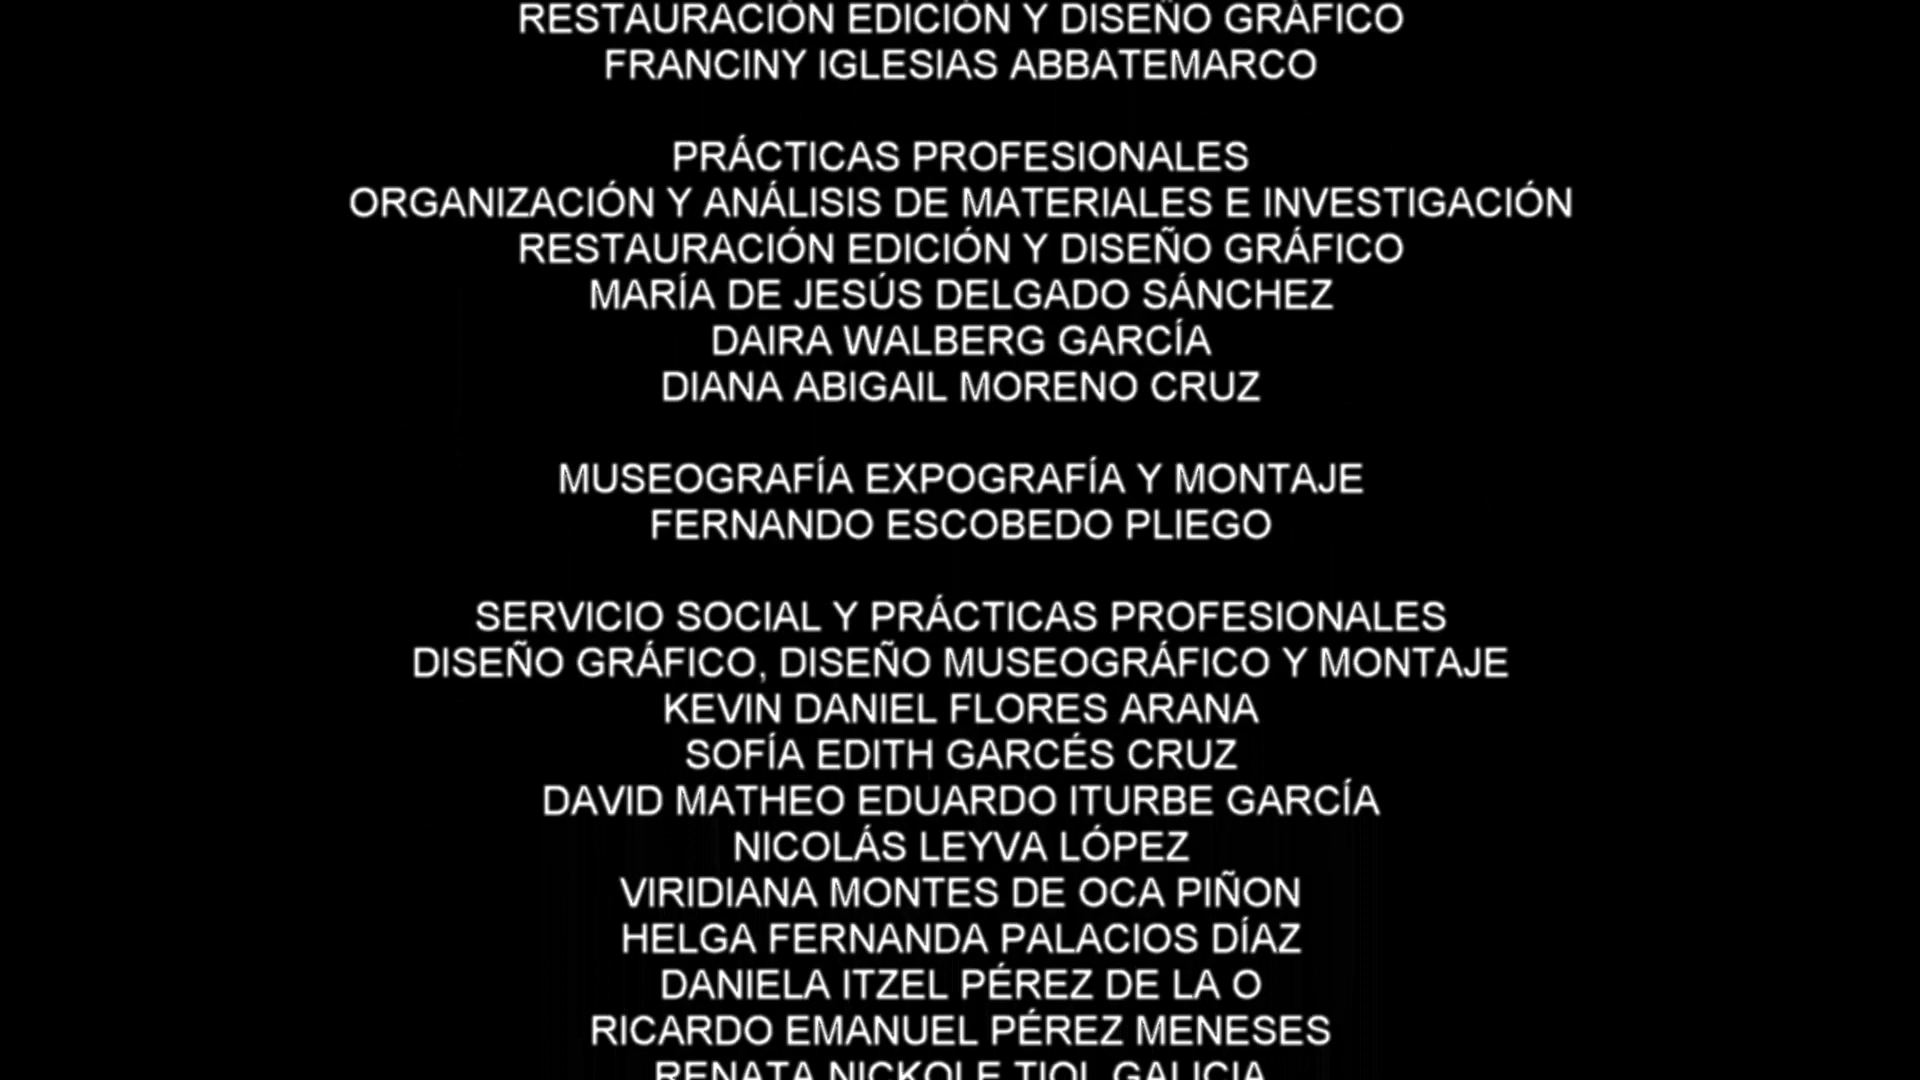 RESTAURACIÓN EDICIÓN Y DISEÑO GRÁFICO
FRANCINY IGLESIAS ABBATEMARCO
PRÁCTICAS PROFESIONALES
ORGANIZACIÓN Y ANÁLISIS DE MATERIALES E INVESTIGACIÓN
RESTAURACIÓN EDICIÓN Y DISEÑO GRÁFICO
MARÍA DE JESÚS DELGADO SÁNCHEZ
DAIRA WALBERG GARCÍA
DIANA ABIGAIL MORENO CRUZ
MUSEOGRAFÍA EXPOGRAFÍA Y MONTAJE
FERNANDO ESCOBEDO PLIEGO
SERVICIO SOCIAL Y PRÁCTICAS PROFESIONALES
DISEÑO GRÁFICO, DISEÑO MUSEOGRÁFICO Y MONTAJE
KEVIN DANIEL FLORES ARANA
SOFÍA EDITH GARCÉS CRUZ
DAVID MATHEO EDUARDO ITURBE GARCÍA
NICOLÁS LEYVA LÓPEZ
VIRIDIANA MONTES DE OCA PIÑON
HELGA FERNANDA PALACIOS DÍAZ
DANIELA ITZEL PÉREZ DE LA O
RICARDO EMANUEL PÉREZ MENESES
RENATA NICKOLE TIOL GALICIA